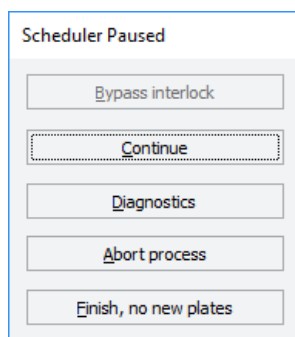 Scheduler Paused
Bypass interlock
Continue
Diagnostics
Abort process
Finish, no new plates